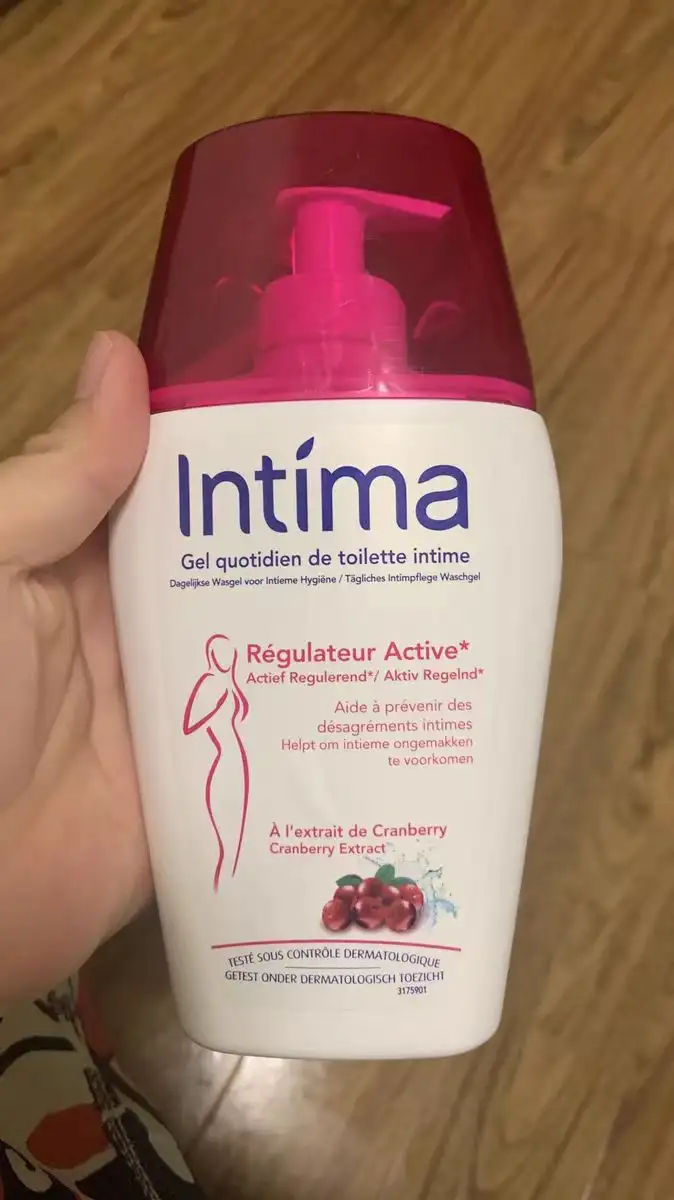 Intíma
Gel quotidien de toilette intime
Dagelijkse Wasgel voor Intieme Hygiëne / Tägliches Intimpflege Waschgel
Régulateur Active*
Actief Regulerend*/ Aktiv Regelnd*
Aide à prévenir des
désagréments intimes
Helpt om intieme ongemakken
te voorkomen
À l'extrait de Cranberry
Cranberry Extract
TESTÉ SOUS CONTRÔLE DERMATOLOGIQUE
GETEST ONDER DERMATOLOGISCH TOEZICHT
3175901